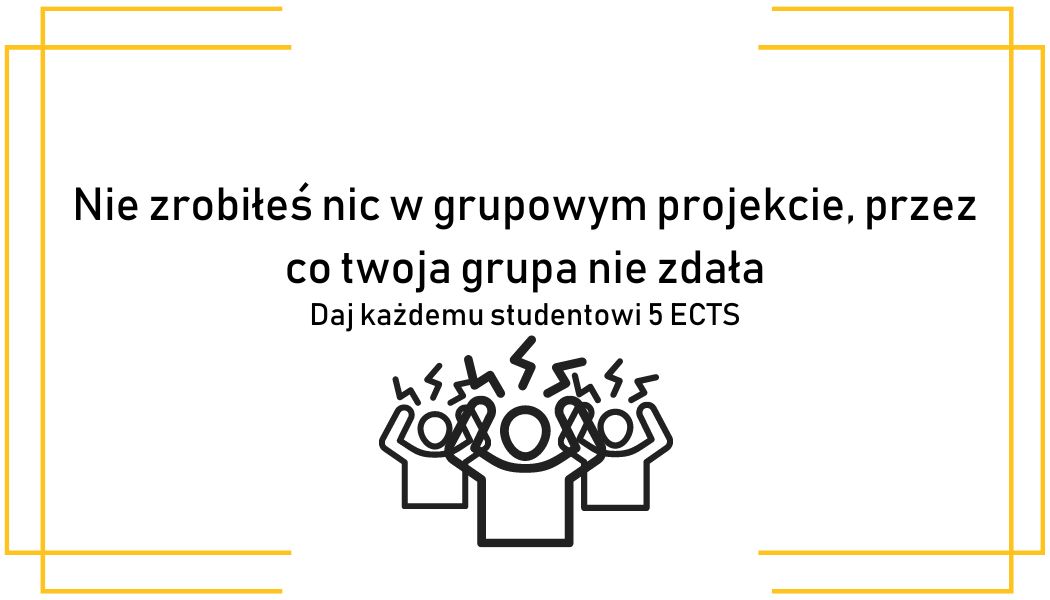 Nie zrobiłeś nic w grupowym projekcie, przez
co twoja grupa nie zdała
Daj każdemu studentowi 5 ECTS